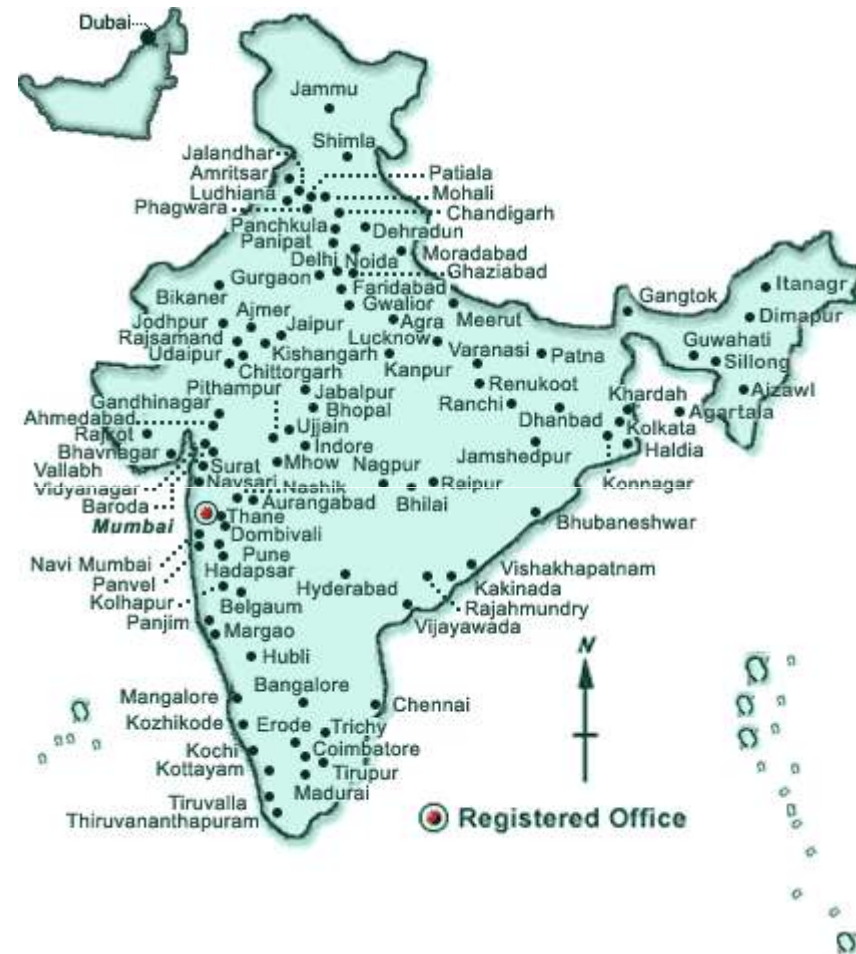 Dubai
Jammu
Shimla
Jalandhar
Amritsar
Patiala
Ludhiana
Mohali
Phagwara
Chandigarh
Panchkula
Dehradun
Panipat
Moradabad
Delhi
Noida
Ghaziabad
Gurgaon
Faridabad
Bikaner
Gwalior
Meerut
Gangtok
Itanagr
Dimapur
Ajmer
Jodhpur
Jaipur
Agra
Rajsamand
Lucknow
Guwahati
Udaipur
Kishangarh
Varanasi
Patna
Sillong
Chittorgarh
Kanpur
Pithampur
Jabalpur
Renukoot
Khardah
Aizawl
Gandhinagar
Bhopal
Ranchi
Dhanbad
Agartala
Ahmedabad
Ujjain
Kolkata
Rajkot
Indore
Haldia
Bhavnagar
Surat
Mhow
Nagpur
Jamshedpur
Vallabh
Vidyanagar
Navsari
Nashik
Raipur
Konnagar
Baroda
Aurangabad
Bhilai
Mumbai
Thane
Bhubaneshwar
Dombivali
Navi Mumbai
Pune
Panvel
Hadapsar
Hyderabad
Vishakhapatnam
Kolhapur
Belgaum
Kakinada
Rajahmundry
Panjim
Margao
Vijayawada
Hubli
N
Bangalore
Mangalore
Chennai
Kozhikode
Erode
Trichy
Kochi
Coimbatore
Kottayam
Tirupur
Madurai
Tiruvalla
Thiruvananthapuram
Registered Office